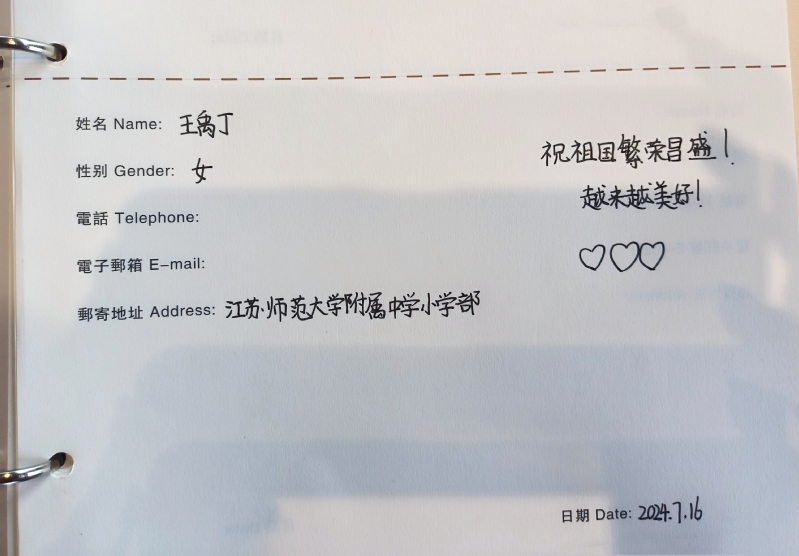 姓名 Name: 王禹丁
性别 Gender: 女
電話 Telephone:
電子郵箱 E-mail:
郵寄地址 Address: 江苏师范大学附属中学小学部
祝祖国繁荣昌盛!
越来越美好!
日期 Date: 2024.7.16